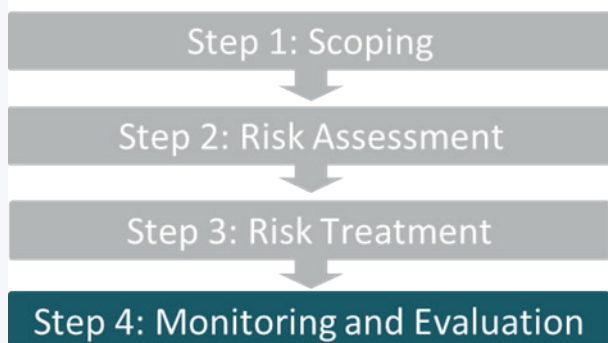 Step 1: Scoping
Step 2: Risk Assessment
Step 3: Risk Treatment
Step 4: Monitoring and Evaluation